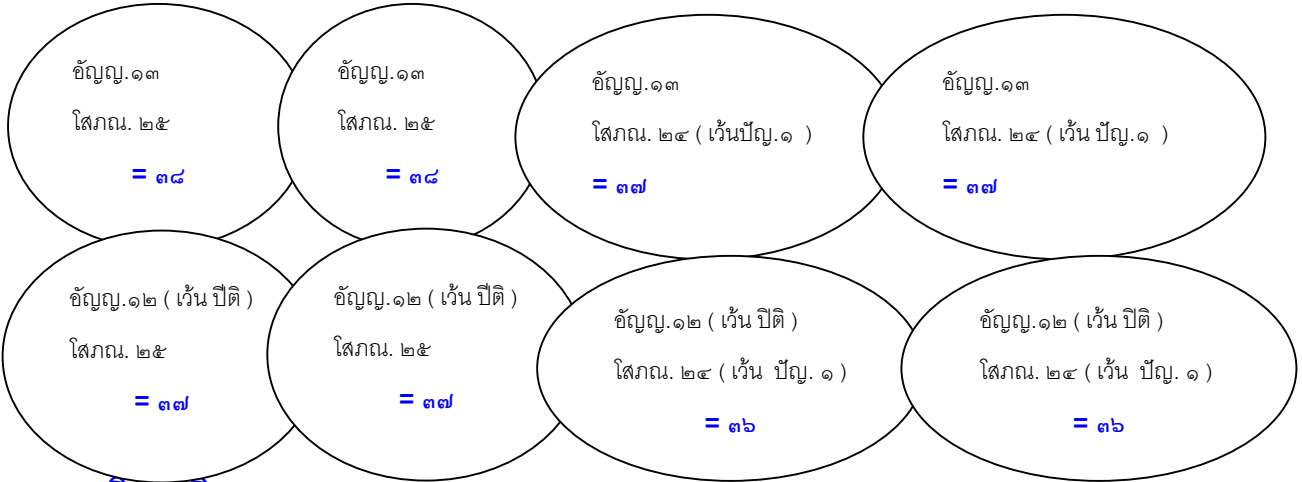 อัญญ.๑๓
โสภณ. ๒๕
= ๓๘
อัญญ.๑๓
โสภณ. ๒๕
= ๓๘
อัญญ.๑๓
โสภณ. ๒๔ ( เว้นปัญ.๑ )
= ๓๗
อัญญ.๑๓
โสภณ. ๒๔ ( เว้น ปัญ.๑ )
= ๓๗
อัญญ.๑๒ ( เว้น ปีติ )
โสภณ. ๒๕
= ๓๗
อัญญ.๑๒ ( เว้น ปีติ )
โสภณ. ๒๕
= ๓๗
อัญญ.๑๒ ( เว้น ปีติ )
โสภณ. ๒๔ ( เว้น ปัญ. ๑ )
= ๓๖
อัญญ.๑๒ ( เว้น ปีติ )
โสภณ. ๒๔ ( เว้น ปัญ. ๑ )
= ๓๖